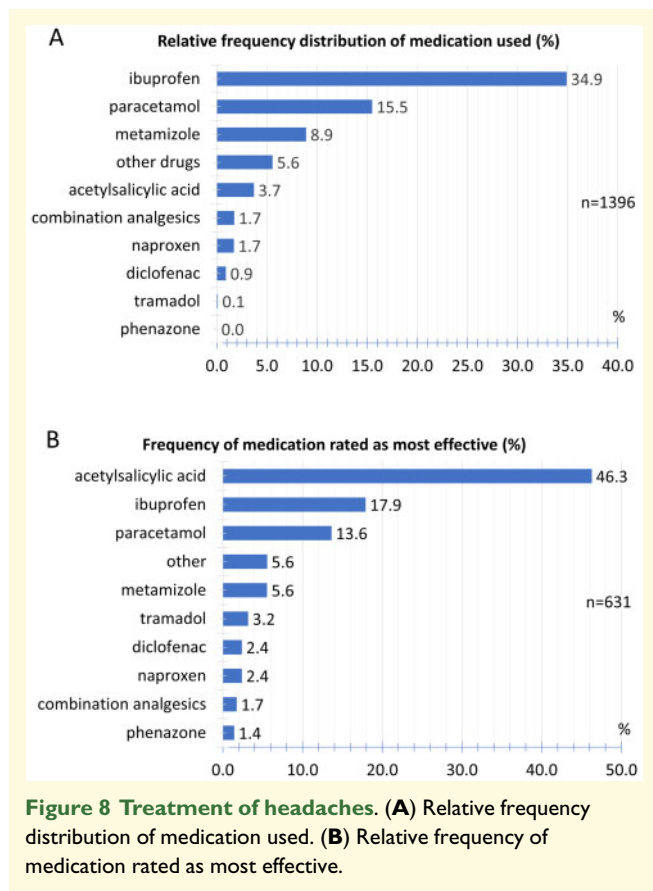 A
Relative frequency distribution of medication used (%)
ibuprofen 34.9
paracetamol 15.5
metamizole 8.9
other drugs 5.6
acetylsalicylic acid 3.7
n=1396
combination analgesics 1.7
naproxen 1.7
diclofenac 0.9
tramadol 0.1
%
phenazone 0.0
0.0 5.0 10.0 15.0 20.0 25.0 30.0 35.0 40.0
B
Frequency of medication rated as most effective (%)
acetylsalicylic acid 46.3
ibuprofen 17.9
paracetamol 13.6
other 5.6
metamizole 5.6
n=631
tramadol 3.2
diclofenac 2.4
naproxen 2.4
combination analgesics 1.7
phenazone 1.4 %
0.0 10.0 20.0 30.0 40.0 50.0
Figure 8 Treatment of headaches. (A) Relative frequency
distribution of medication used. (B) Relative frequency of
medication rated as most effective.